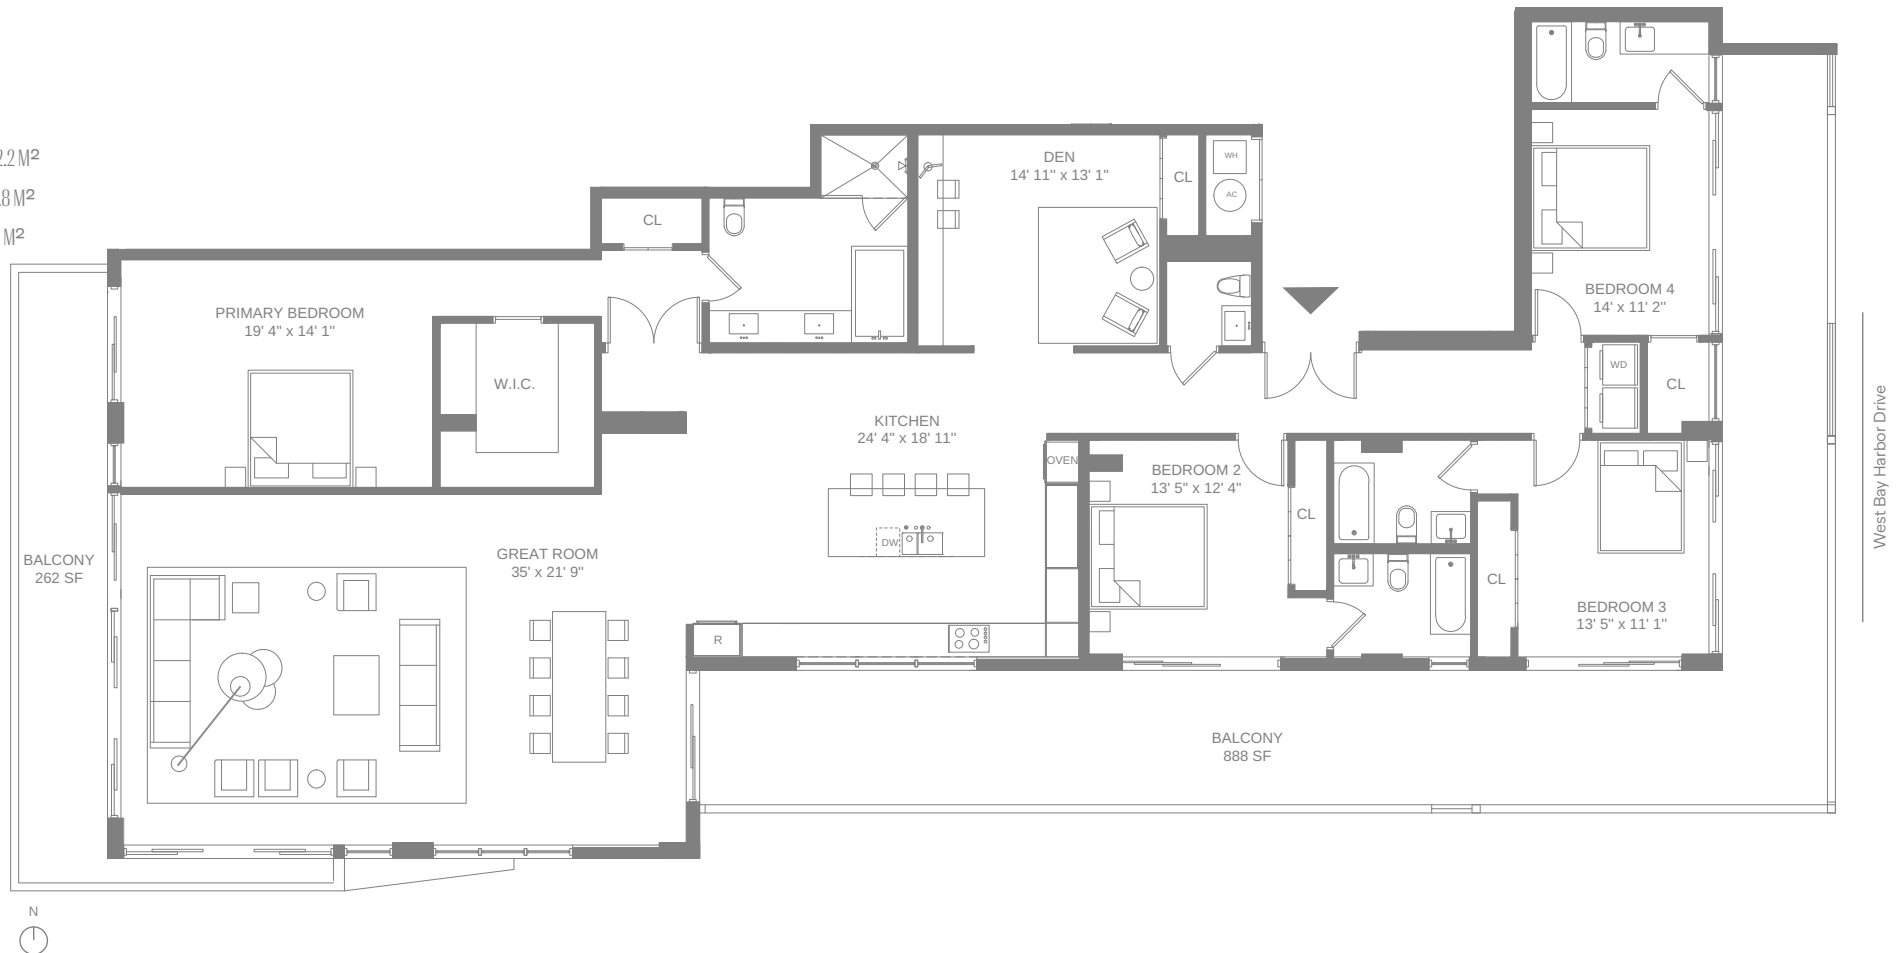 2.2 M²
.8 M²
M²
DEN
14' 11" x 13' 1"
CL
WH
AC
CL
PRIMARY BEDROOM
19' 4" x 14' 1"
W.I.C.
BEDROOM 4
14' x 11' 2"
WD
CL
KITCHEN
24' 4" x 18' 11"
OVEN
BEDROOM 2
13' 5" x 12' 4"
CL
DW
GREAT ROOM
35' x 21' 9"
BALCONY
262 SF
CL
BEDROOM 3
13' 5" x 11' 1"
R
BALCONY
888 SF
West Bay Harbor Drive
N